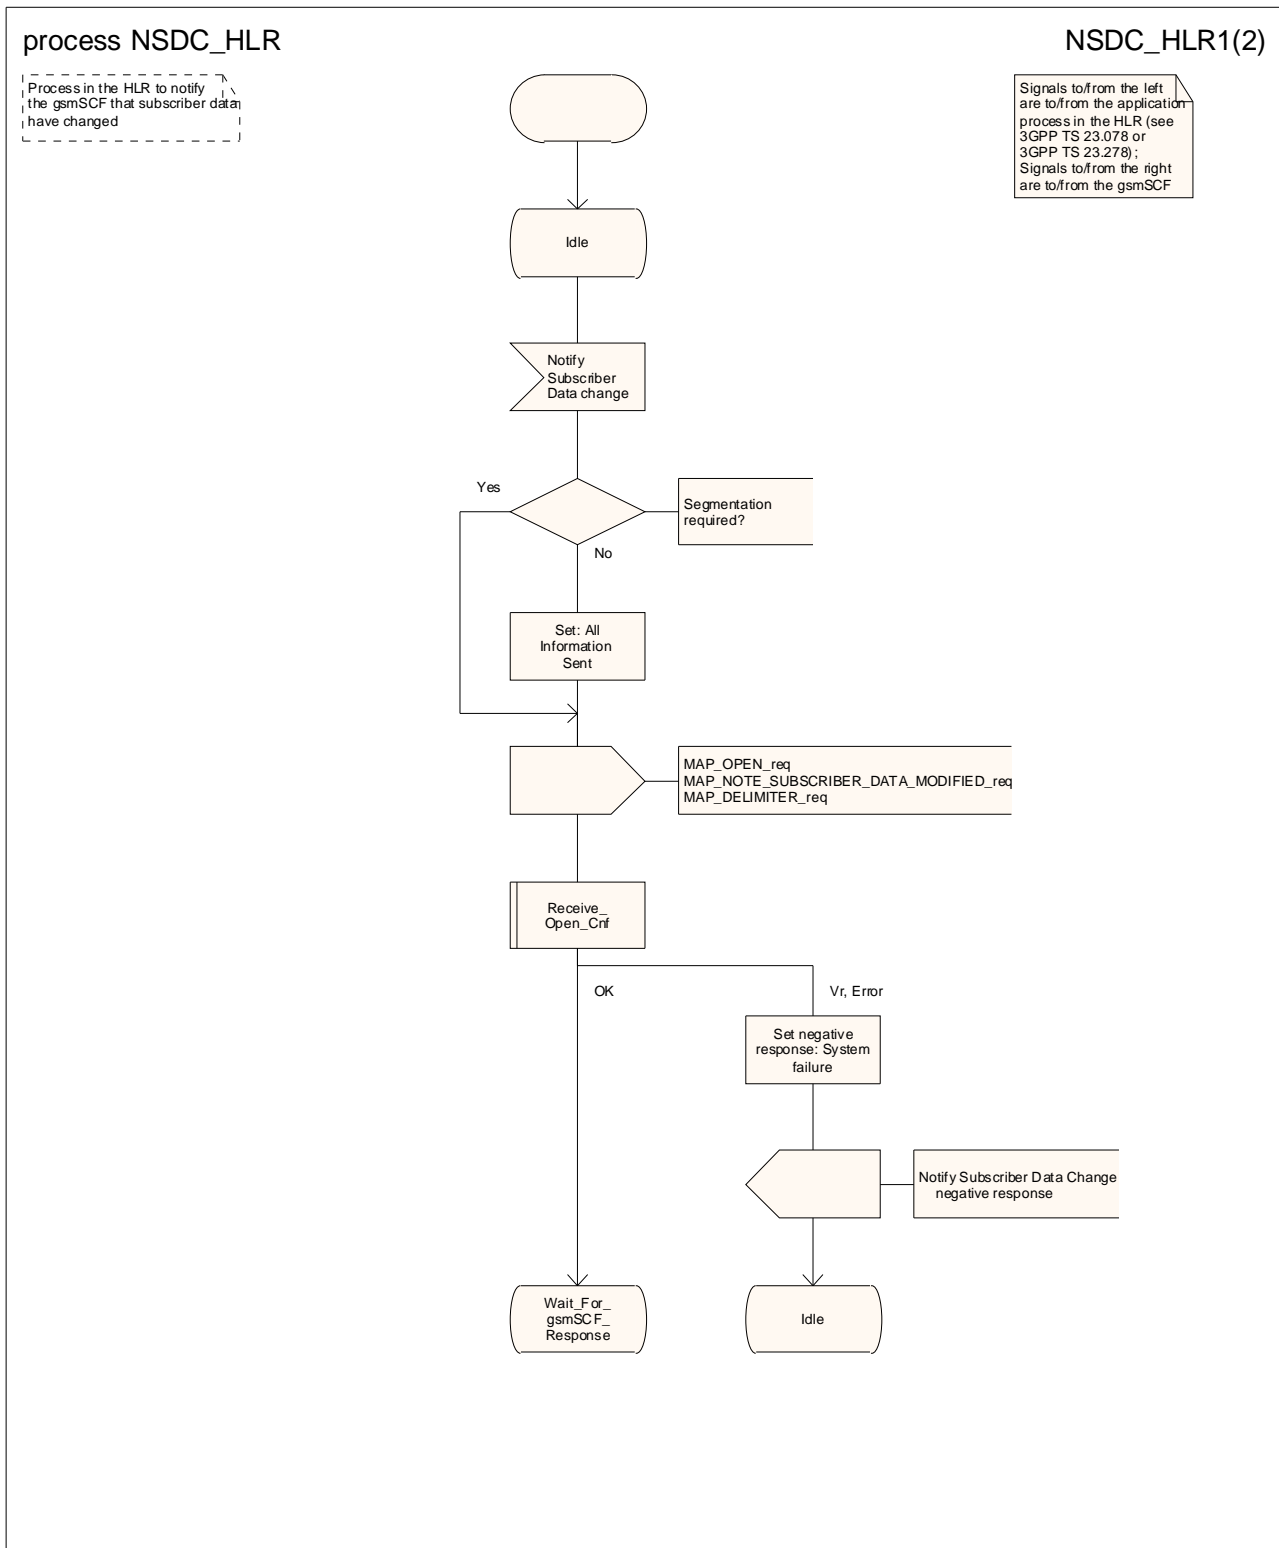 process NSDC_HLR
NSDC_HLR1(2)
Process in the HLR to notify
the gsmSCF that subscriber data
have changed
Signals to/from the left
are to/from the application
process in the HLR (see
3GPP TS 23.078 or
3GPP TS 23.278);
Signals to/from the right
are to/from the gsmSCF
Idle
Notify
Subscriber
Data change
Yes
Segmentation
required?
No
Set: All
Information
Sent
MAP_OPEN_req
MAP_NOTE_SUBSCRIBER_DATA_MODIFIED_req
MAP_DELIMITER_req
Receive_
Open_Cnf
OK
Vr, Error
Set negative
response: System
failure
Notify Subscriber Data Change
negative response
Wait_For_
gsmSCF_
Response
Idle